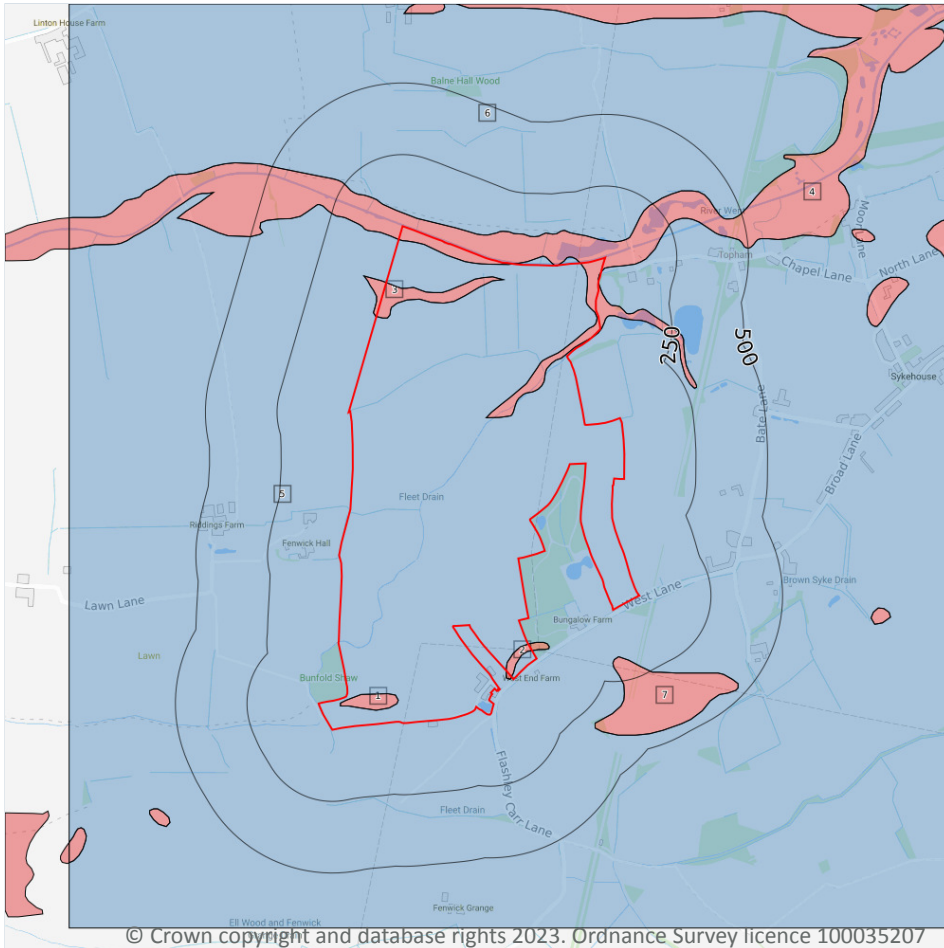 Linton House Farm
Balne Hall Wood
6
4
River Went
Moor Lane
Topham
Chapel Lane
North Lane
3
250
500
Sykehouse
Bate Lane
Broad Lane
5
Fleet Drain
Riddings Farm
Fenwick Hall
Brown Syke Drain
West Lane
Lawn Lane
Bungalow Farm
Lawn
2
Bunfold Shaw
West End Farm
1
7
Flashley Carr Lane
Fleet Drain
Fenwick Grange
Ell Wood and Fenwick
© Crown copyright and database rights 2023. Ordnance Survey licence 100035207